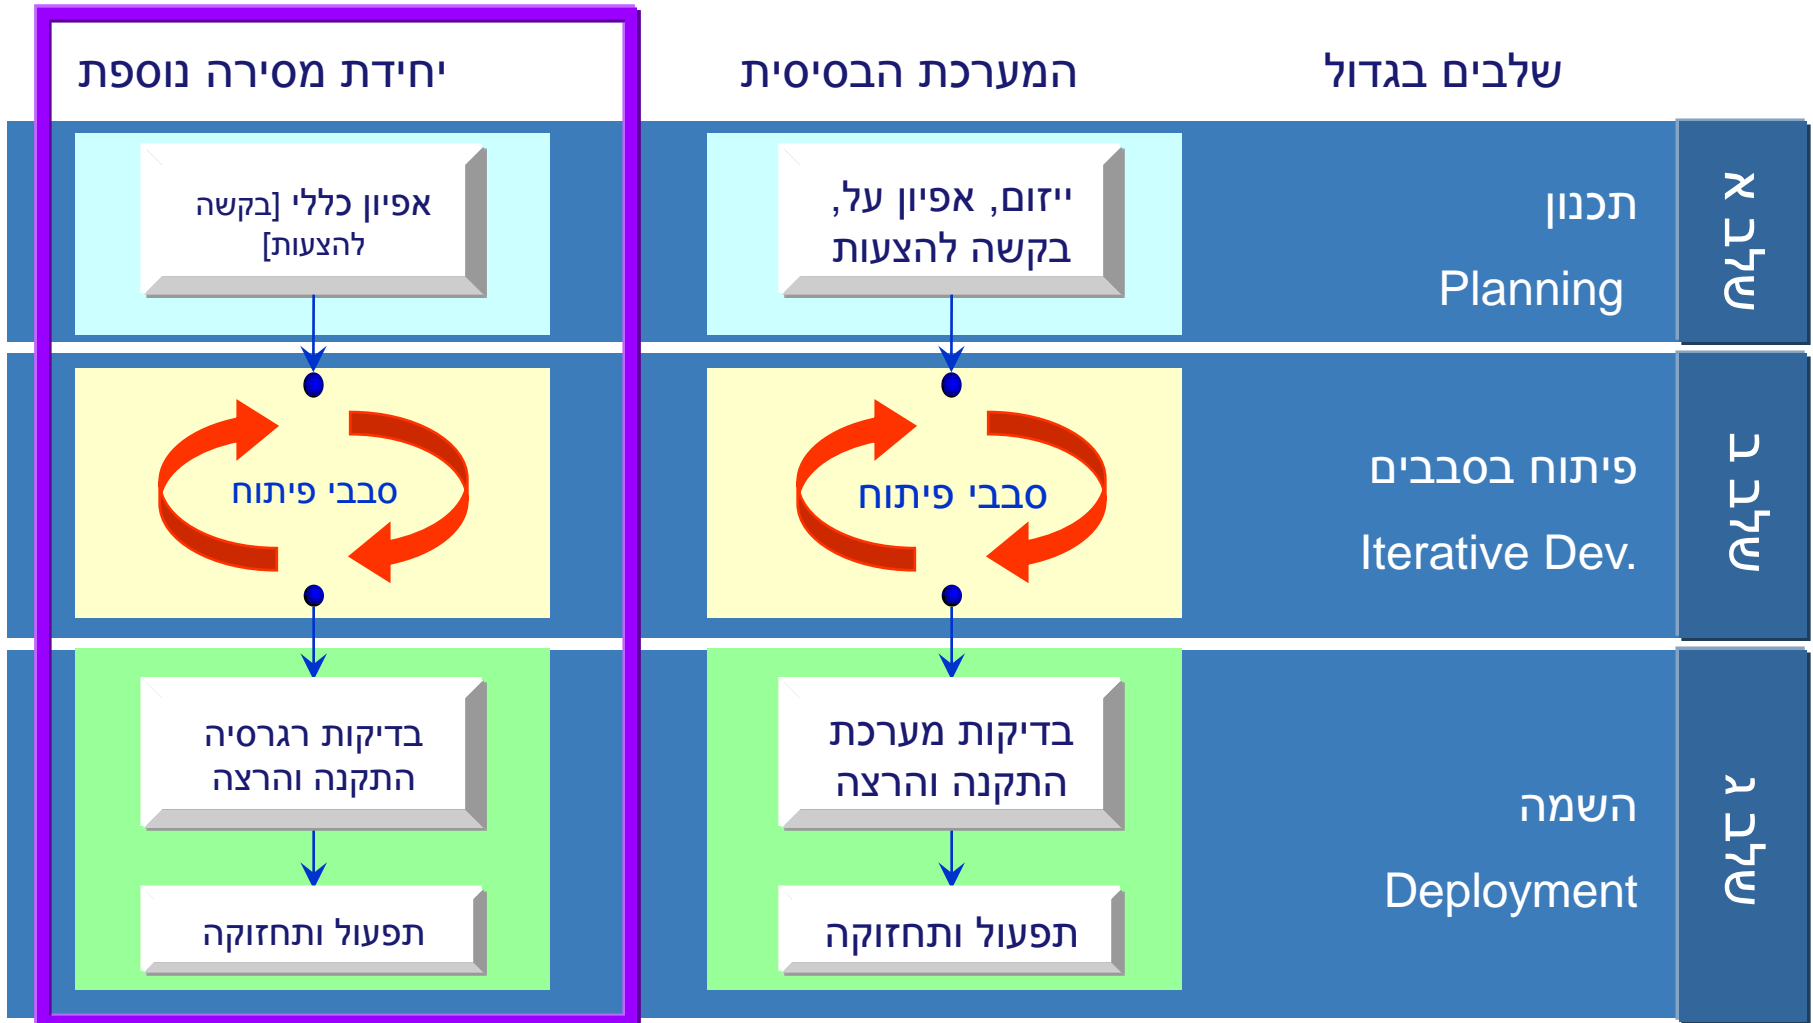 שלבים בגדול
המערכת הבסיסית
יחידת מסירה נוספת
שלב א
תכנון
Planning
ייזום, אפיון על,
בקשה להצעות
אפיון כללי [בקשה
להצעות]
שלב ב
פיתוח בסבבים
Iterative Dev.
סבבי פיתוח
סבבי פיתוח
שלב ג
השמה
Deployment
בדיקות מערכת
התקנה והרצה
תפעול ותחזוקה
בדיקות רגרסיה
התקנה והרצה
תפעול ותחזוקה